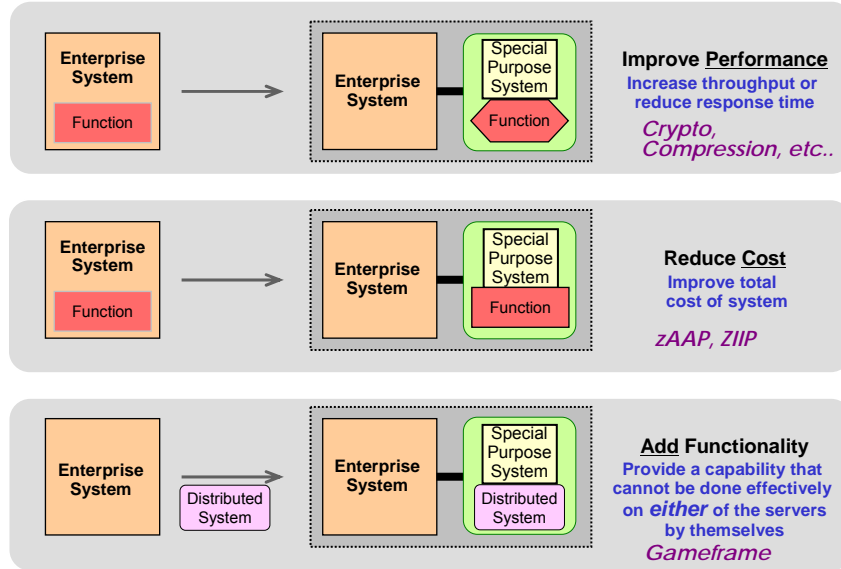 Enterprise
System
Function
Enterprise
System
Special
Purpose
System
Function
Improve Performance
Increase throughput or
reduce response time
Crypto,
Compression, etc..
Enterprise
System
Function
Enterprise
System
Special
Purpose
System
Function
Reduce Cost
Improve total
cost of system
zAAP, ZIIP
Enterprise
System
Distributed
System
Enterprise
System
Special
Purpose
System
Distributed
System
Add Functionality
Provide a capability that
cannot be done effectively
on either of the servers
by themselves
Gameframe